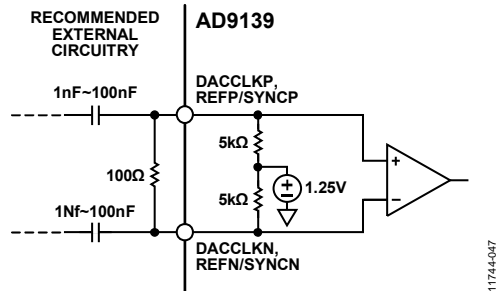 RECOMMENDED
EXTERNAL
CIRCUITRY
AD9139
1nF~100nF
DACCLKP,
REFP/SYNCP
5kΩ
100Ω
1.25V
5kΩ
1Nf~100nF
DACCLKN,
REFN/SYNCN
+
−
+
−
11744-047